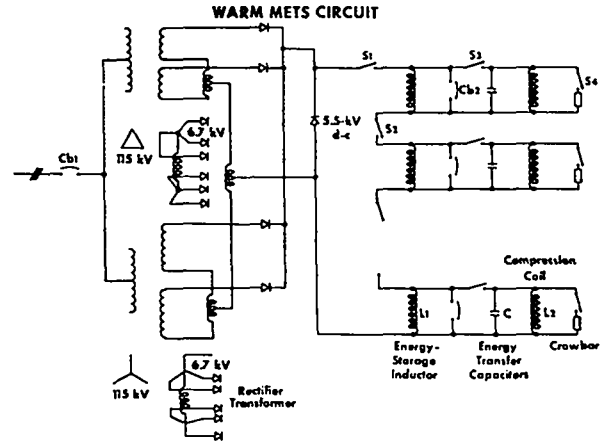 WARM METS CIRCUIT
S1
S3
S4
Cb2
S2
5.5-kV
d-c
6.7 kV
115 kV
Cb1
Compression
Coil
L1
C
L2
Energy-
Storage
Inductor
Energy
Transfer
Capacitors
Crowbar
6.7 kV
115 kV
Rectifier
Transformer